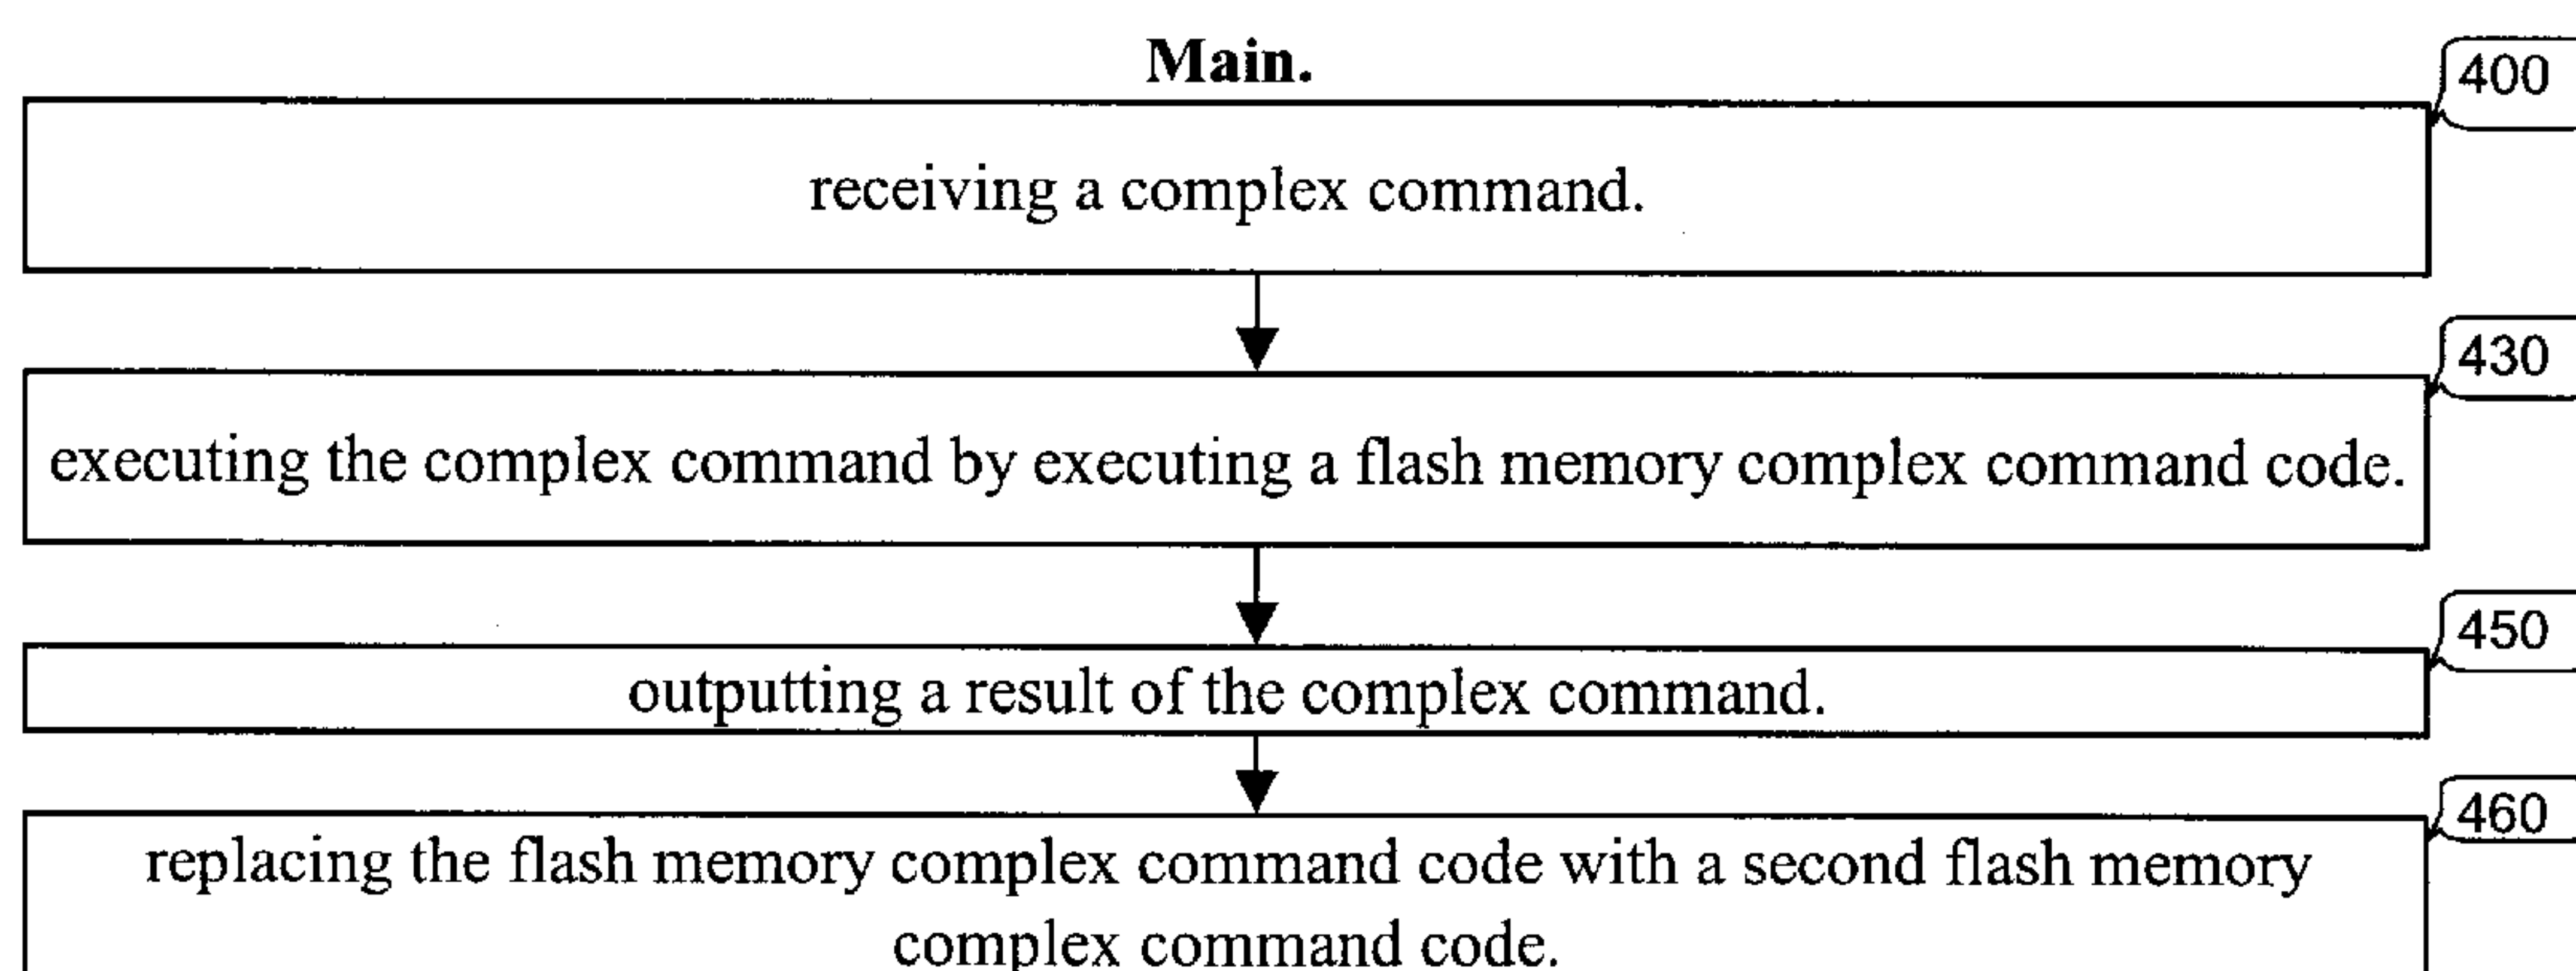 Main.
400
receiving a complex command.
430
executing the complex command by executing a flash memory complex command code.
450
outputting a result of the complex command.
460
replacing the flash memory complex command code with a second flash memory
complex command code.